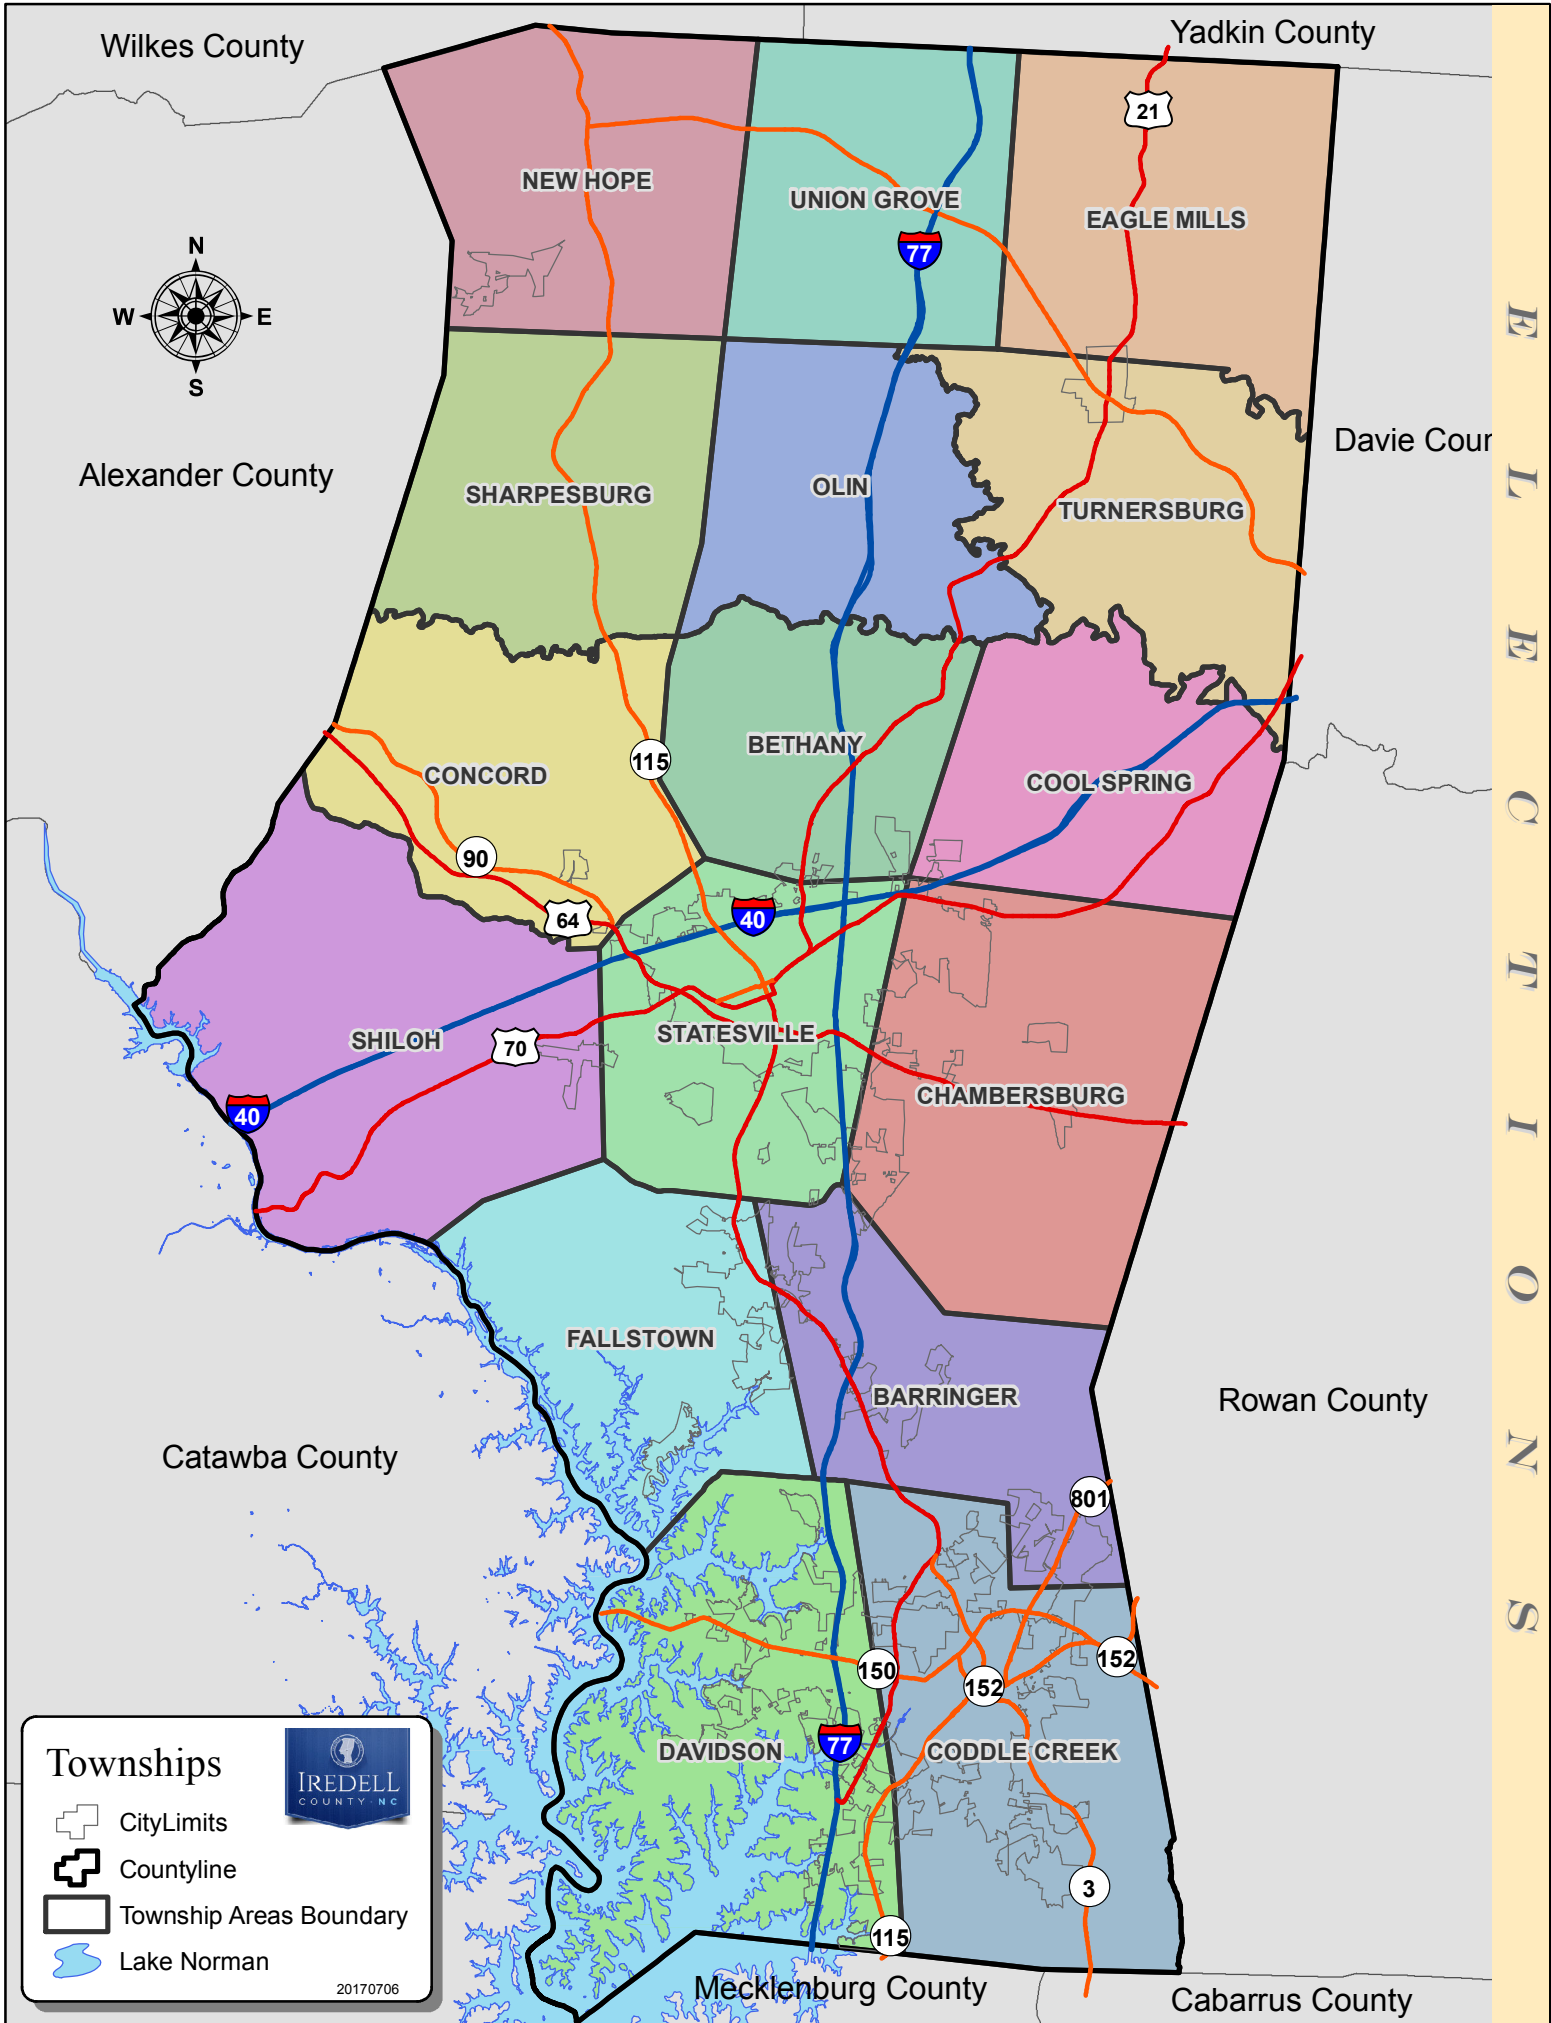 Wilkes County
Yadkin County
21
NEW HOPE
UNION GROVE
EAGLE MILLS
77
N
W E
S
Davie Cour
Alexander County
SHARPESBURG
OLIN
TURNERSBURG
BETHANY
115
CONCORD
COOL SPRING
90
64
40
SHILOH
70
STATESVILLE
40
CHAMBERSBURG
FALLSTOWN
BARRINGER
Rowan County
Catawba County
801
150
152
152
77
DAVIDSON
CODDLE CREEK
3
115
Mecklenburg County
Cabarrus County
Townships
IREDELL
COUNTY NC
CityLimits
Countyline
Township Areas Boundary
Lake Norman
20170706
ELECTIONS